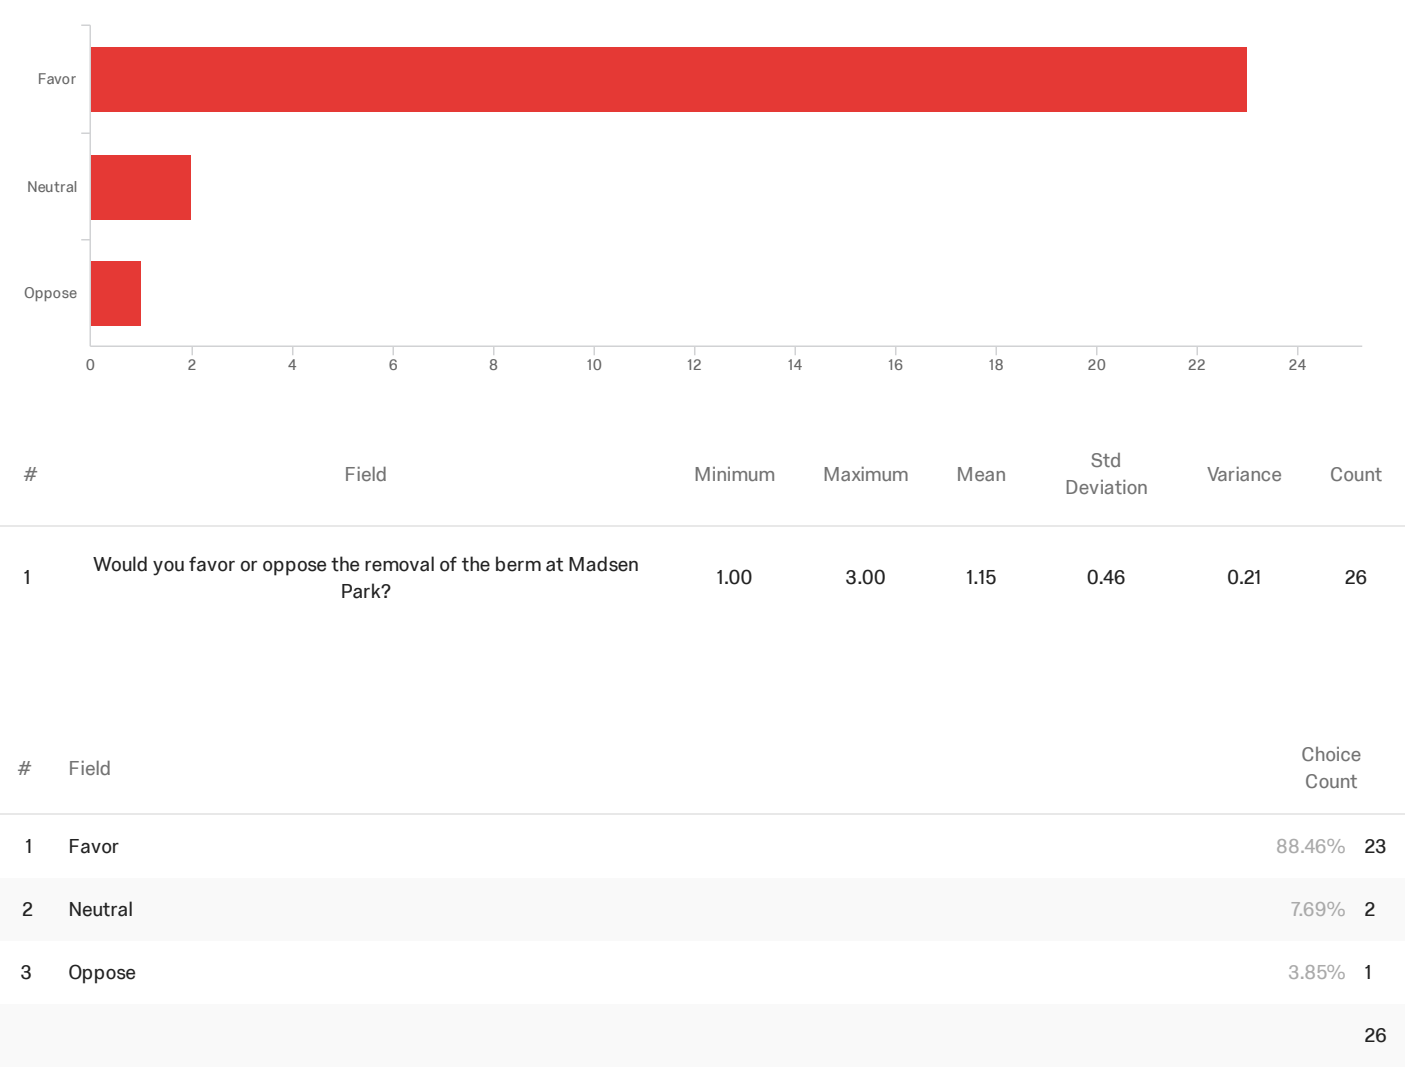 Favor
Neutral
Oppose
0 2 4 6 8 10 12 14 16 18 20 22 24
# Field Minimum Maximum Mean Std Deviation Variance Count
1 Would you favor or oppose the removal of the berm at Madsen Park? 1.00 3.00 1.15 0.46 0.21 26
# Field Choice Count
1 Favor 88.46% 23
2 Neutral 7.69% 2
3 Oppose 3.85% 1
26